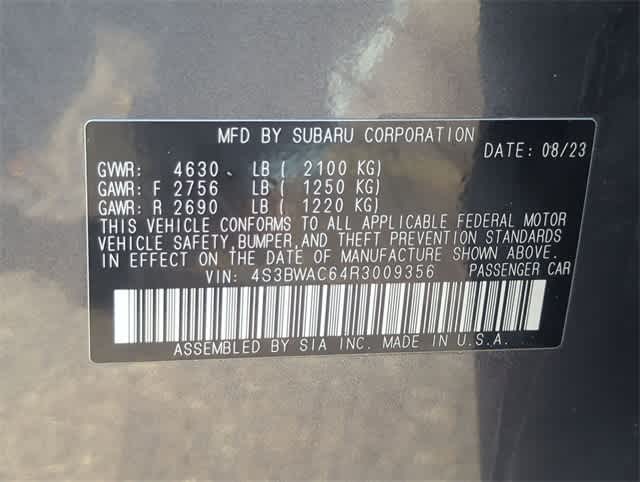 MFD BY SUBARU CORPORATION
DATE: 08/23
GVWR: 4630 LB ( 2100 KG)
GAWR: F 2756 LB ( 1250 KG)
GAWR: R 2690 LB ( 1220 KG)
THIS VEHICLE CONFORMS TO ALL APPLICABLE FEDERAL MOTOR
VEHICLE SAFETY, BUMPER, AND THEFT PREVENTION STANDARDS
IN EFFECT ON THE DATE OF MANUFACTURE SHOWN ABOVE.
VIN: 4S3BWAC64R3009356 PASSENGER CAR
ASSEMBLED BY SIA INC. MADE IN U.S.A.